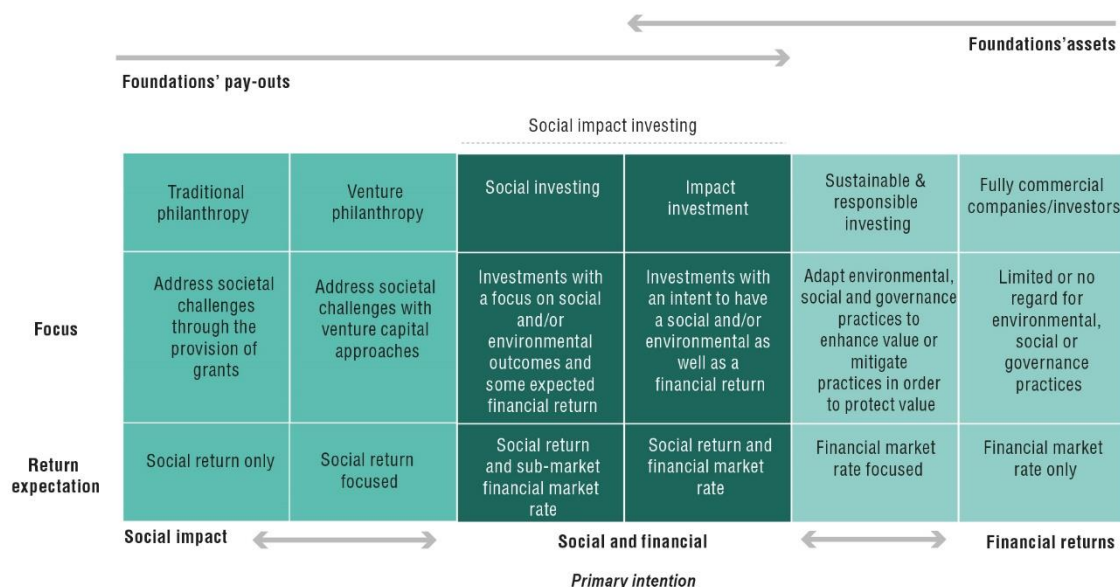 Foundations'assets
Foundations' pay-outs
Social impact investing
Traditional
philanthropy
Venture
philanthropy
Social investing
Impact
investment
Sustainable &
responsible
investing
Fully commercial
companies/investors
Focus
Address societal
challenges
through the
provision of
grants
Address societal
challenges with
venture capital
approaches
Investments with
a focus on social
and/or
environmental
outcomes and
some expected
financial return
Investments with
an intent to have
a social and/or
environmental as
well as a
financial return
Adapt environmental,
social and governance
practices to
enhance value or
mitigate
practices in order
to protect value
Limited or no
regard for
environmental,
social or
governance
practices
Return
expectation
Social return only
Social return
focused
Social return
and sub-market
financial market
rate
Social return and
financial market
rate
Financial market
rate focused
Financial market
rate only
Social impact
Social and financial
Financial returns
Primary intention